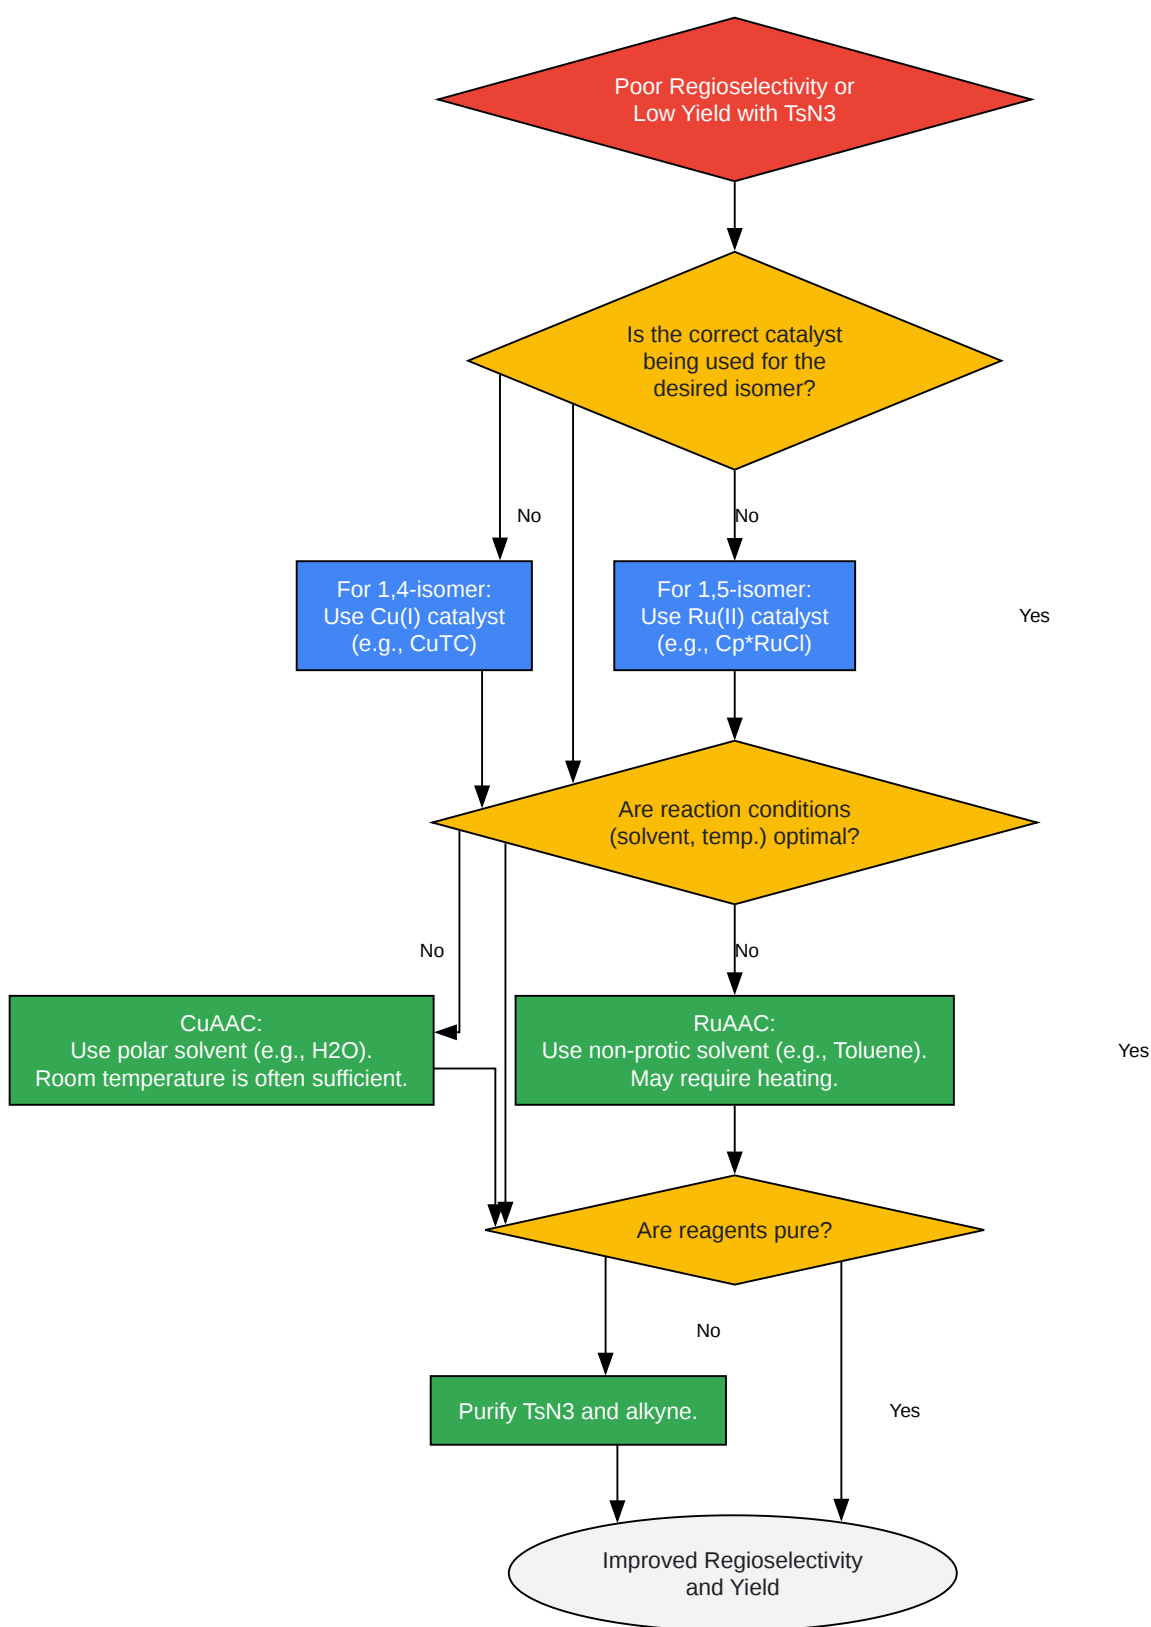 Poor Regioselectivity or
Low Yield with TsN3
Is the correct catalyst
being used for the
desired isomer?
No
No
For 1,4-isomer:
Use Cu(I) catalyst
(e.g., CuTC)
For 1,5-isomer:
Use Ru(II) catalyst
(e.g., Cp*RuCl)
Yes
Are reaction conditions
(solvent, temp.) optimal?
No
No
CuAAC:
Use polar solvent (e.g., H2O).
Room temperature is often sufficient.
RuAAC:
Use non-protic solvent (e.g., Toluene).
May require heating.
Yes
Are reagents pure?
No
Purify TsN3 and alkyne.
Yes
Improved Regioselectivity
and Yield